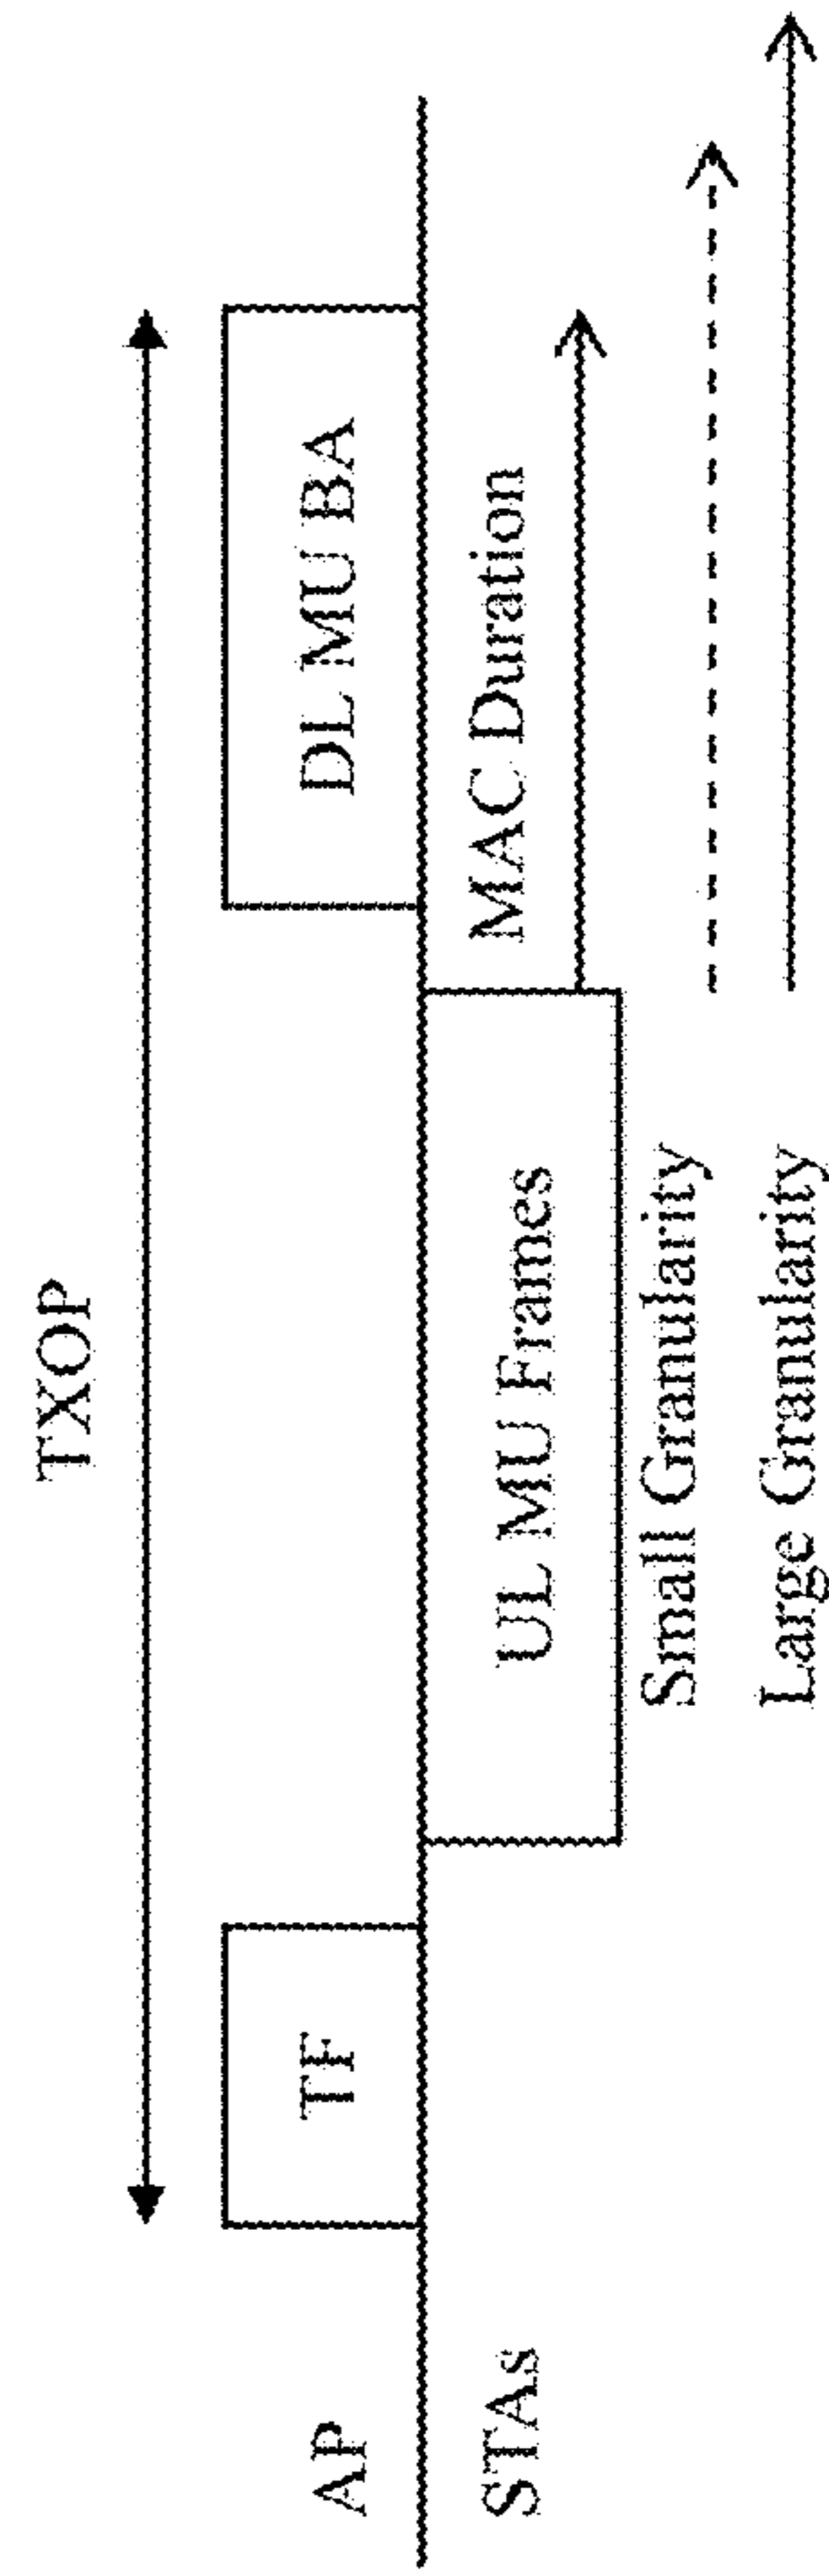 TXOP
AP
TF
DL MU BA
STAs
UL MU Frames
MAC Duration
Small Granularity
Large Granularity